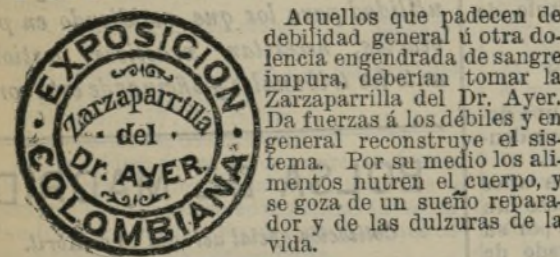 EXPOSICION
COLOMBIANA
Zarzaparrilla
del
Dr. AYER.
Aquellos que padecen de
debilidad general ú otra do-
lencia engendrada de sangre
impura, deberían tomar la
Zarzaparrilla del Dr. Ayer.
Da fuerzas á los débiles y en
general reconstruye el sis-
tema. Por su medio los ali-
mentos nutren el cuerpo, y
se goza de un sueño repara-
dor y de las dulzuras de la
vida.